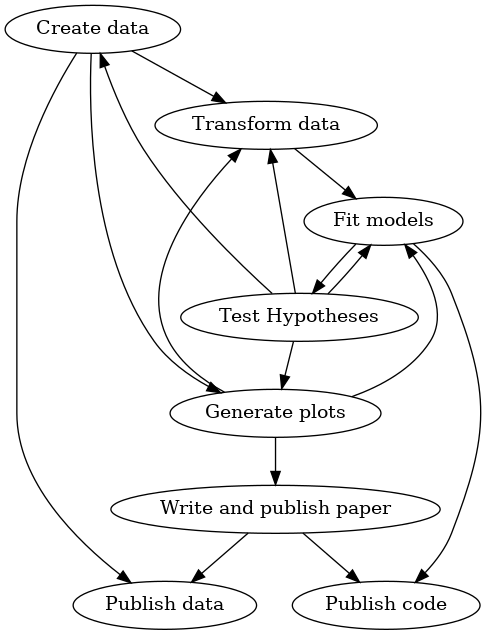 Create data
Transform data
Fit models
Test Hypotheses
Generate plots
Write and publish paper
Publish data
Publish code